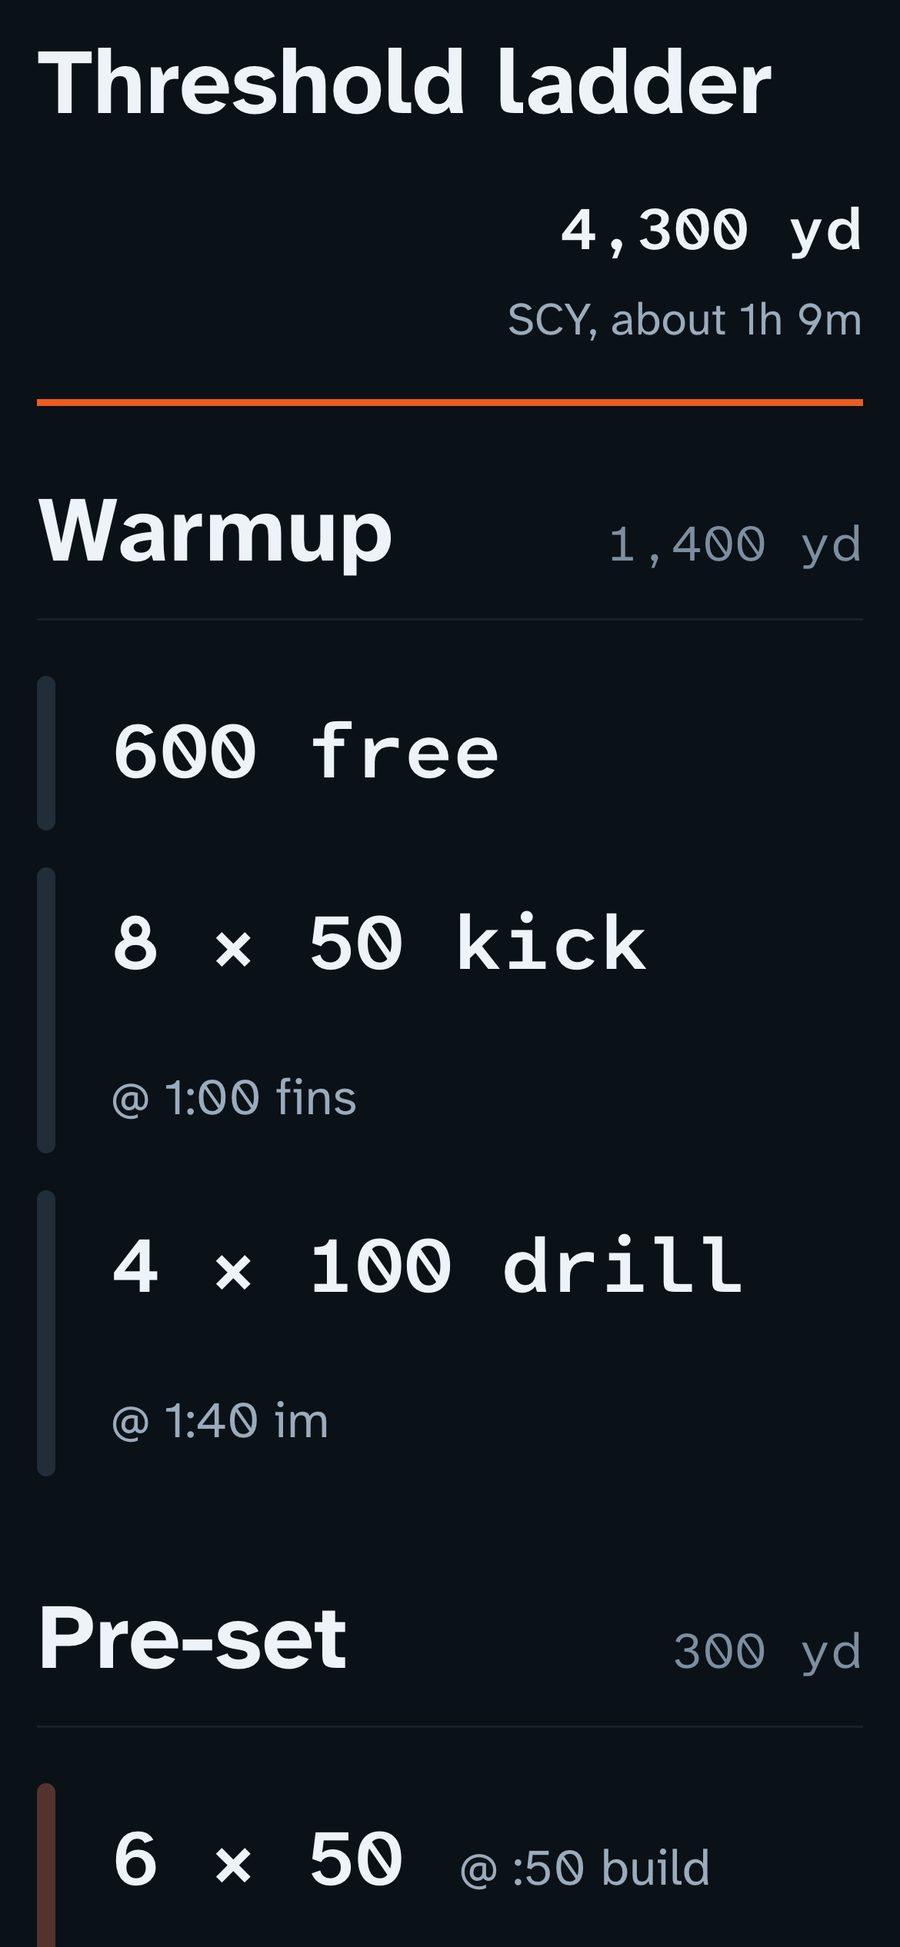 Threshold ladder
4,300 yd
SCY, about 1h 9m
Warmup 1,400 yd
600 free
8 × 50 kick
@ 1:00 fins
4 × 100 drill
@ 1:40 im
Pre-set 300 yd
6 × 50 @ :50 build